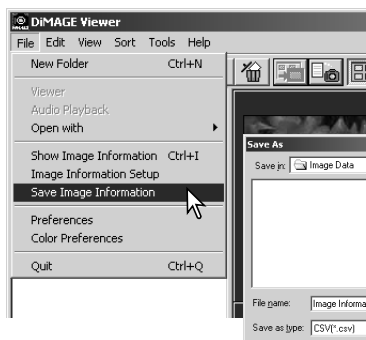 DiMAGE Viewer
File Edit View Sort Tools Help
New Folder Ctrl+N
Viewer
Audio Playback
Open with
Show Image Information Ctrl+I
Image Information Setup
Save Image Information
Preferences
Color Preferences
Quit Ctrl+Q
Save As
Save in: Image Data
File name: Image Informa
Save as type: CSV(*.csv)